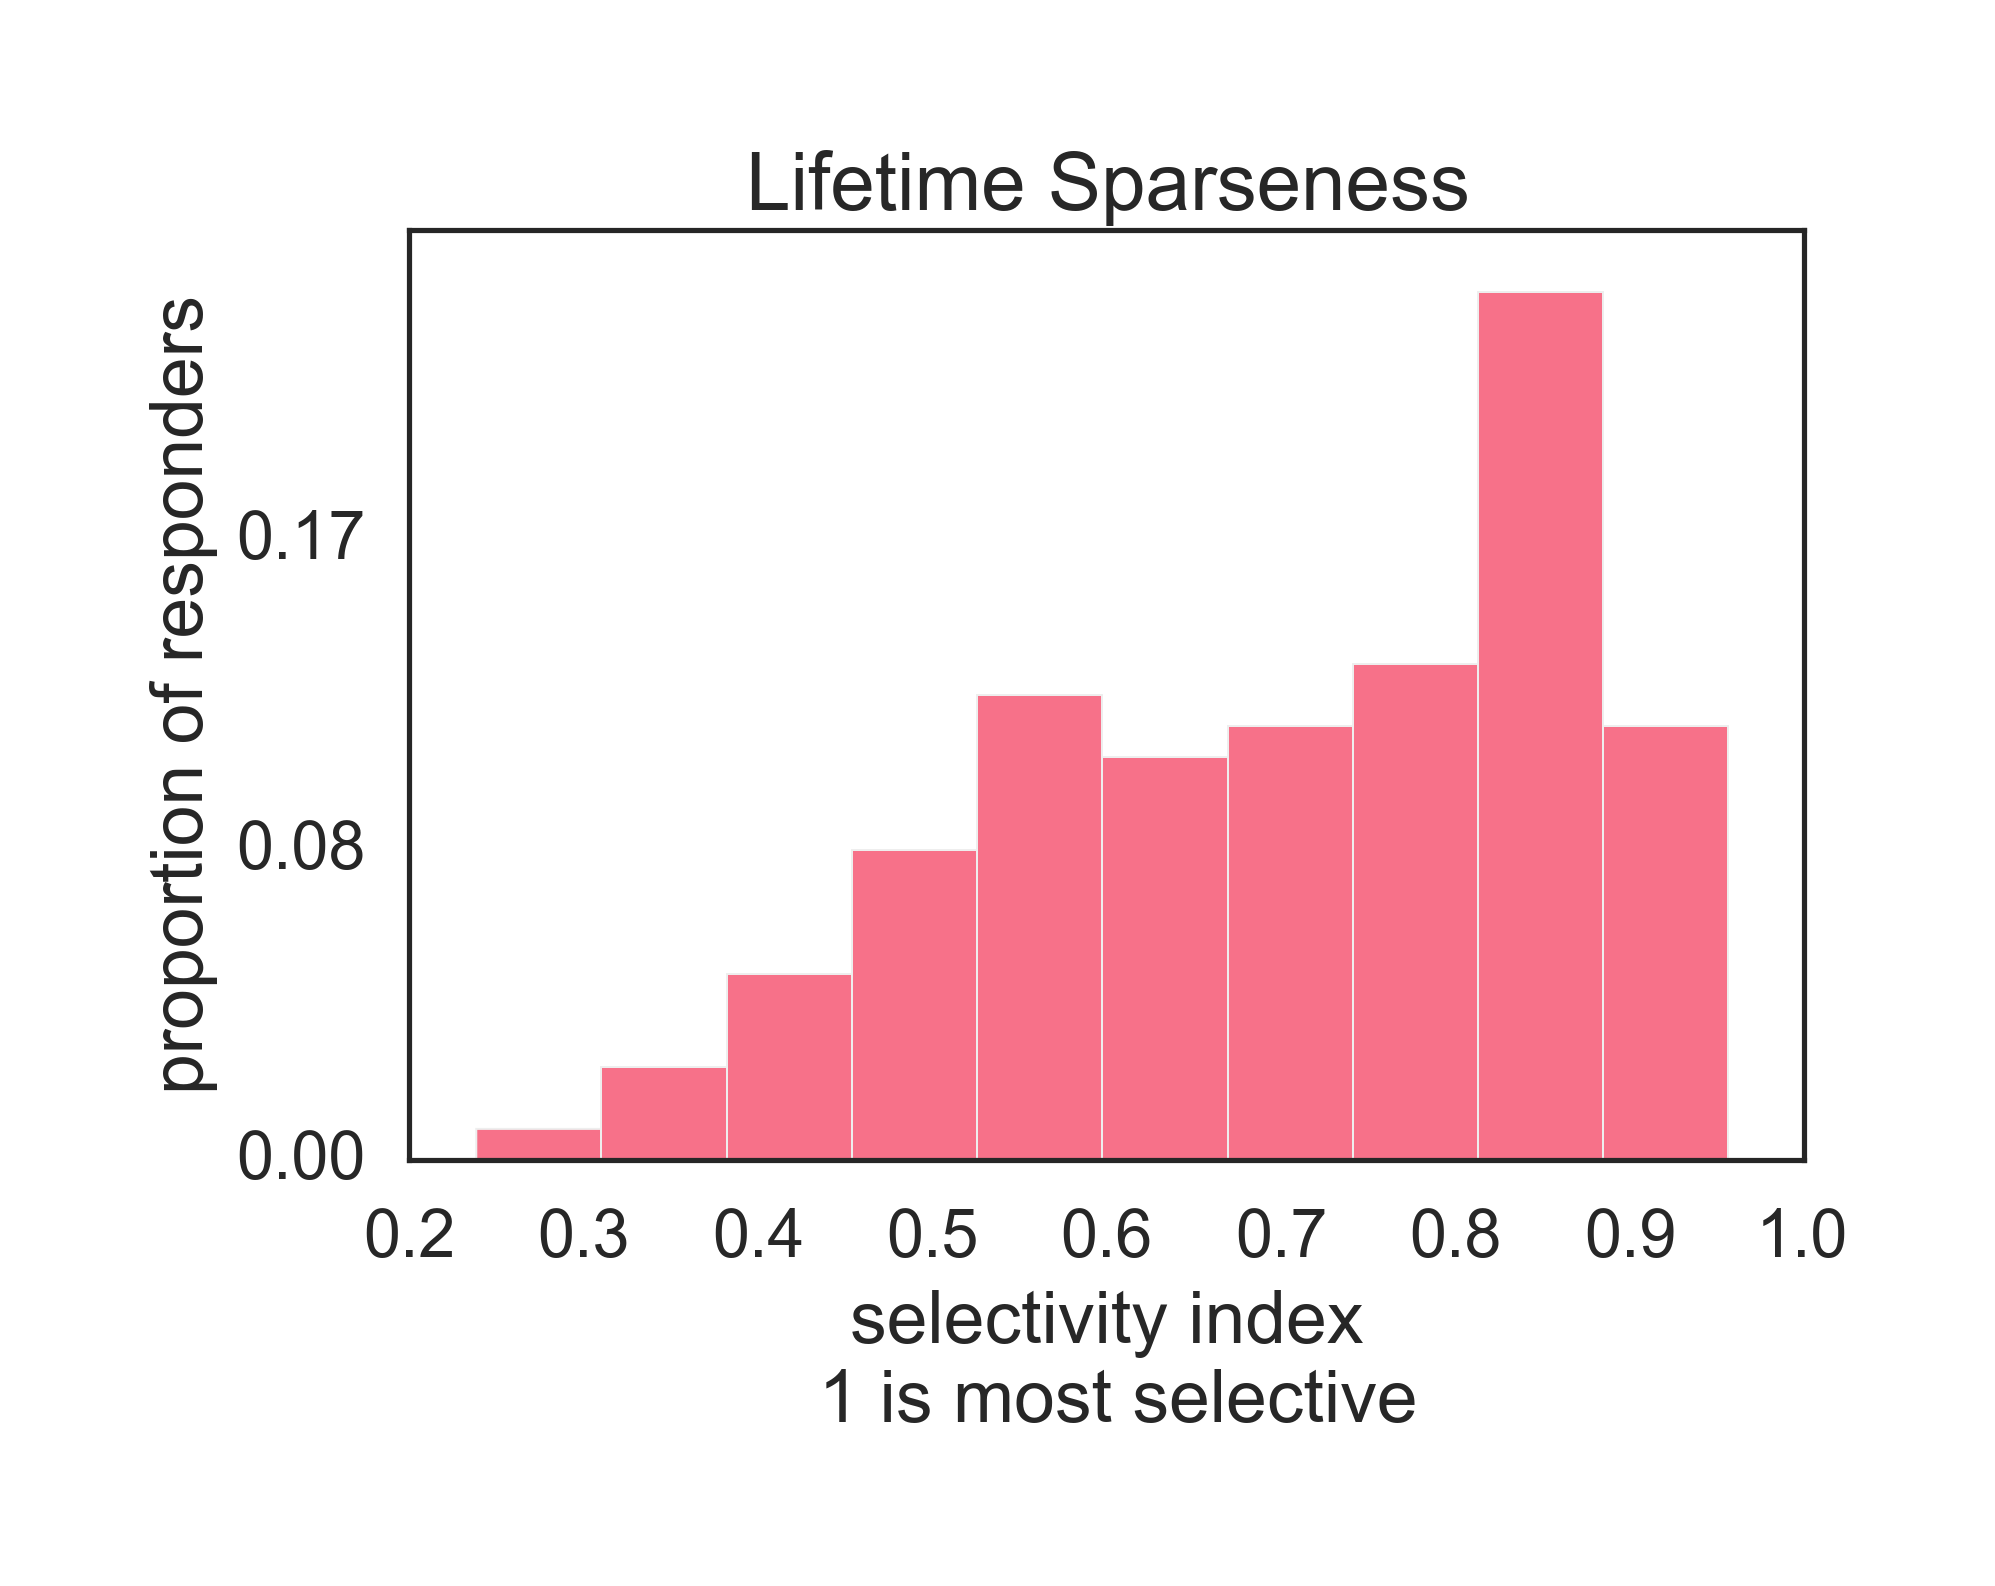 Lifetime Sparseness
proportion of responders
0.17
0.08
0.00
0.2 0.3 0.4 0.5 0.6 0.7 0.8 0.9 1.0
selectivity index
1 is most selective